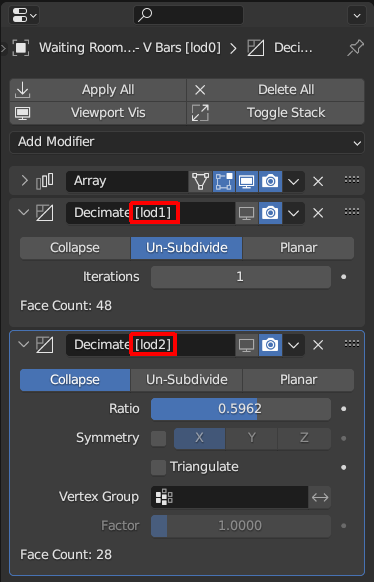 Waiting Room...- V Bars [lod0] > Deci...
Apply All
Delete All
Viewport Vis
Toggle Stack
Add Modifier
Array
Decimate [lod1]
Collapse Un-Subdivide Planar
Iterations 1
Face Count: 48
Decimate [lod2]
Collapse Un-Subdivide Planar
Ratio 0.5962
Symmetry X Y Z
Triangulate
Vertex Group
Factor 1.0000
Face Count: 28